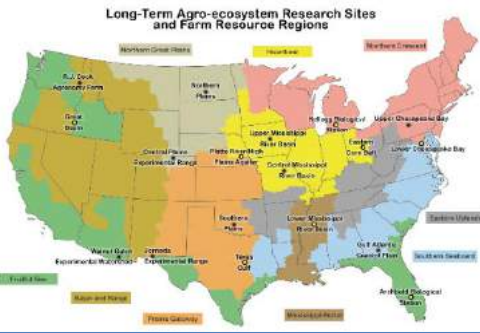 Long-Term Agro-ecosystem Research Sites
and Farm Resource Regions
Northern Great Plains
Heartland
Northern Crescent
R.J. Cook
Agronomy Farm
Northern
Plains
Great
Basin
Kellogg Biological
Station
Upper Chesapeake Bay
Upper Mississippi
River Basin
Eastern
Corn Belt
Lower Chesapeake Bay
Central Plains
Experimental Range
Platte River/High
Plains Aquifer
Central Mississippi
River Basin
Eastern Uplands
Southern
Plains
Lower Mississippi
River Basin
Walnut Gulch
Experimental Watershed
Jornada
Experimental Range
Texas
Gulf
Gulf Atlantic
Coastal Plain
Southern Seaboard
Fruitful Rim
Archbold Biological
Station
Basin and Range
Prairie Gateway
Mississippi Portal